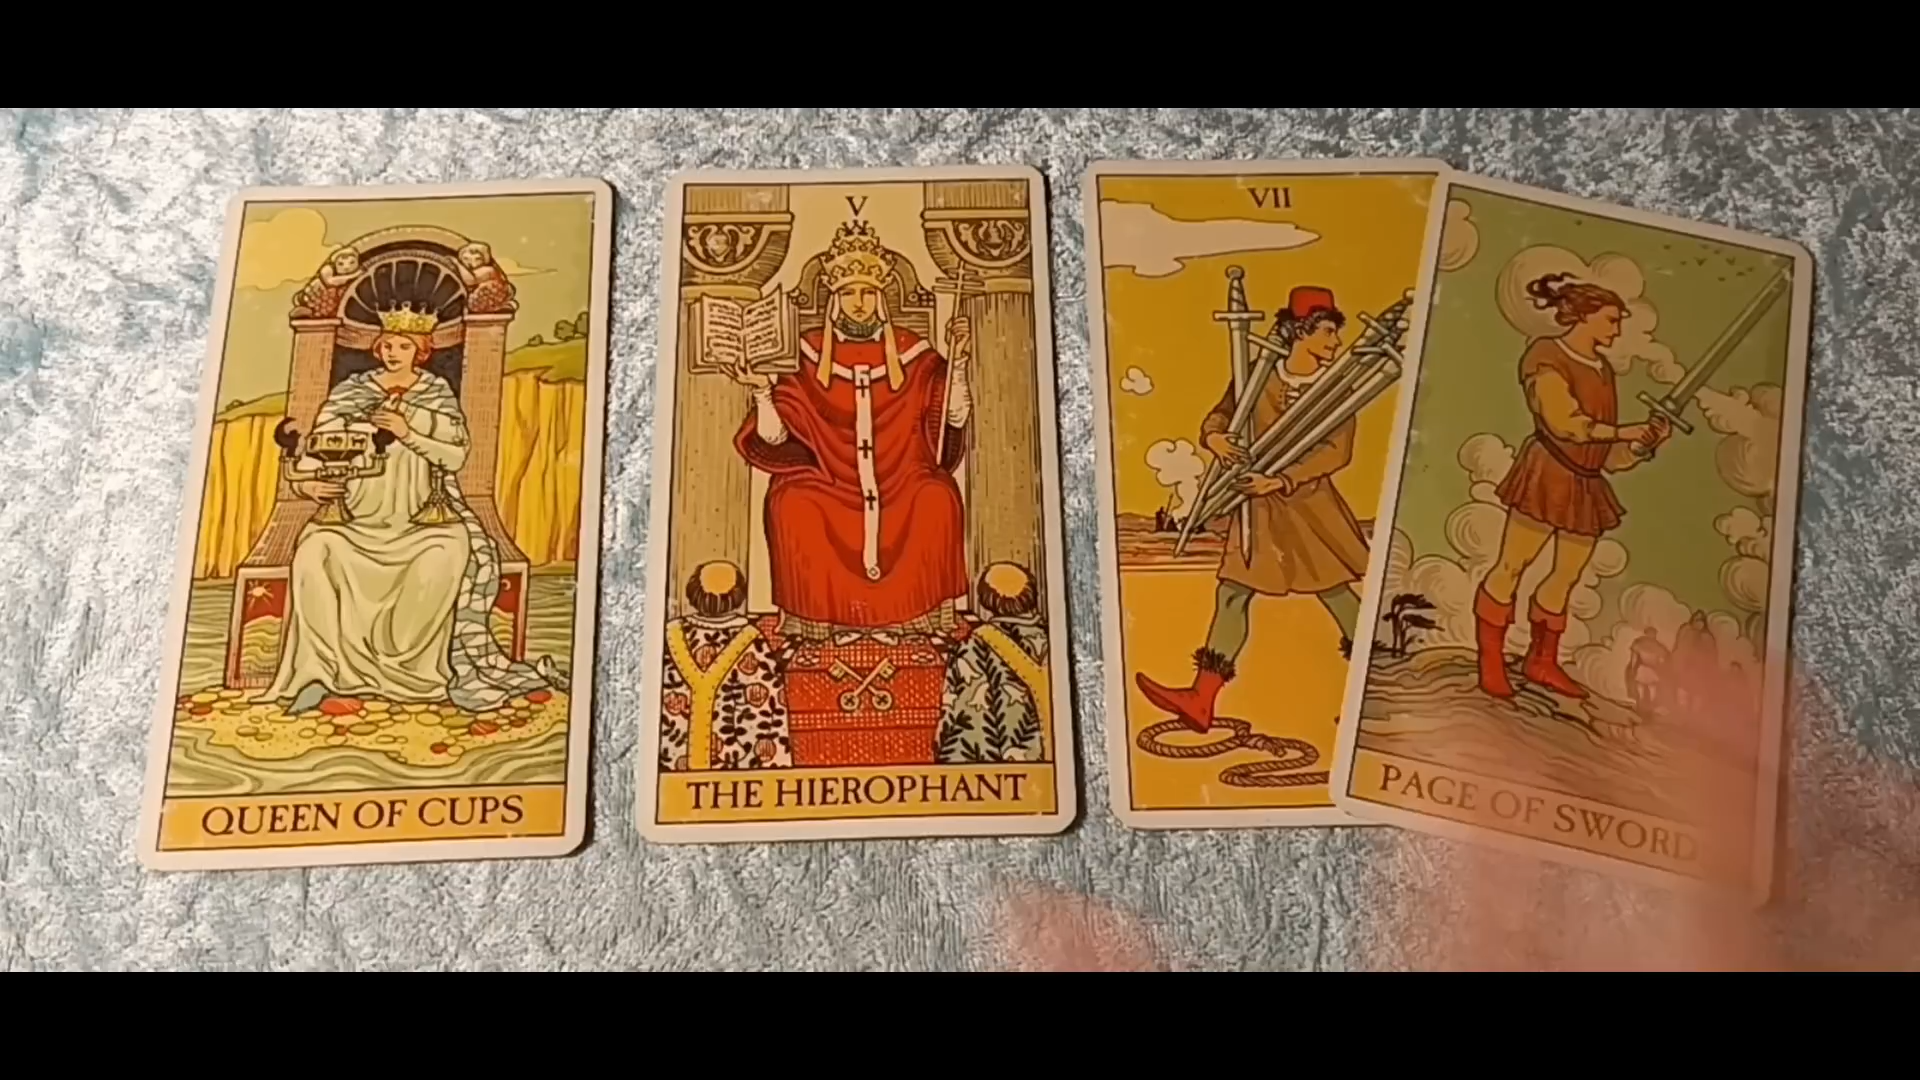 QUEEN OF CUPS
V
THE HIEROPHANT
VII
PAGE OF SWORD